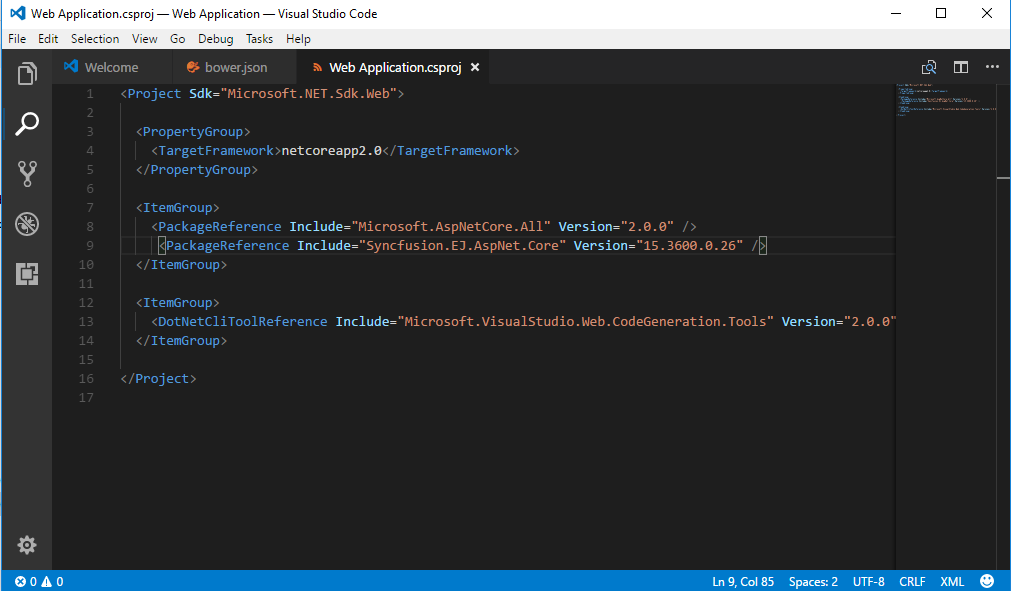 Web Application.csproj — Web Application — Visual Studio Code
File Edit Selection View Go Debug Tasks Help
Welcome bower.json Web Application.csproj
1 <Project Sdk="Microsoft.NET.Sdk.Web">
2
3 <PropertyGroup>
4 <TargetFramework>netcoreapp2.0</TargetFramework>
5 </PropertyGroup>
6
7 <ItemGroup>
8 <PackageReference Include="Microsoft.AspNetCore.All" Version="2.0.0" />
9 <PackageReference Include="Syncfusion.EJ.AspNet.Core" Version="15.3600.0.26" />
10 </ItemGroup>
11
12 <ItemGroup>
13 <DotNetCliToolReference Include="Microsoft.VisualStudio.Web.CodeGeneration.Tools" Version="2.0.0"
14 </ItemGroup>
15
16 </Project>
17
0 0 Ln 9, Col 85 Spaces: 2 UTF-8 CRLF XML